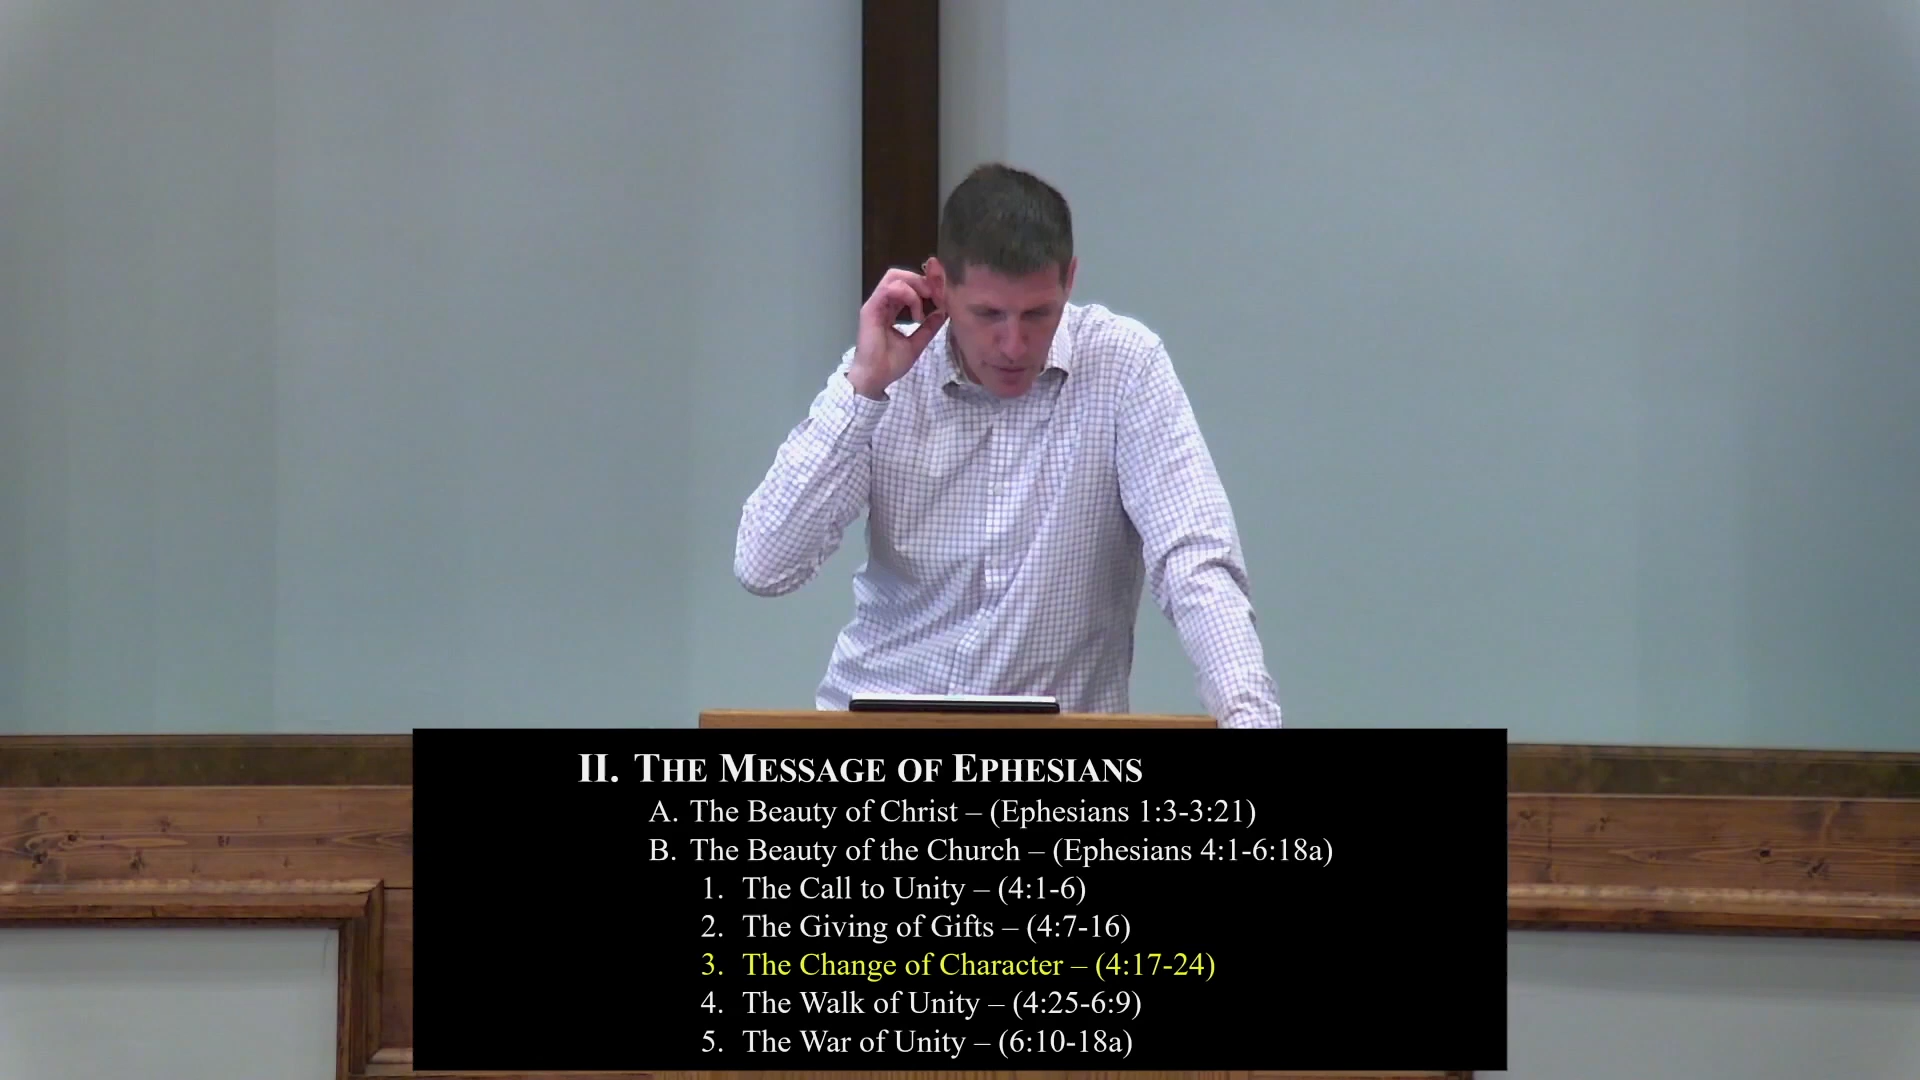 II. The Message of Ephesians
A. The Beauty of Christ – (Ephesians 1:3-3:21)
B. The Beauty of the Church – (Ephesians 4:1-6:18a)
1. The Call to Unity – (4:1-6)
2. The Giving of Gifts – (4:7-16)
3. The Change of Character – (4:17-24)
4. The Walk of Unity – (4:25-6:9)
5. The War of Unity – (6:10-18a)